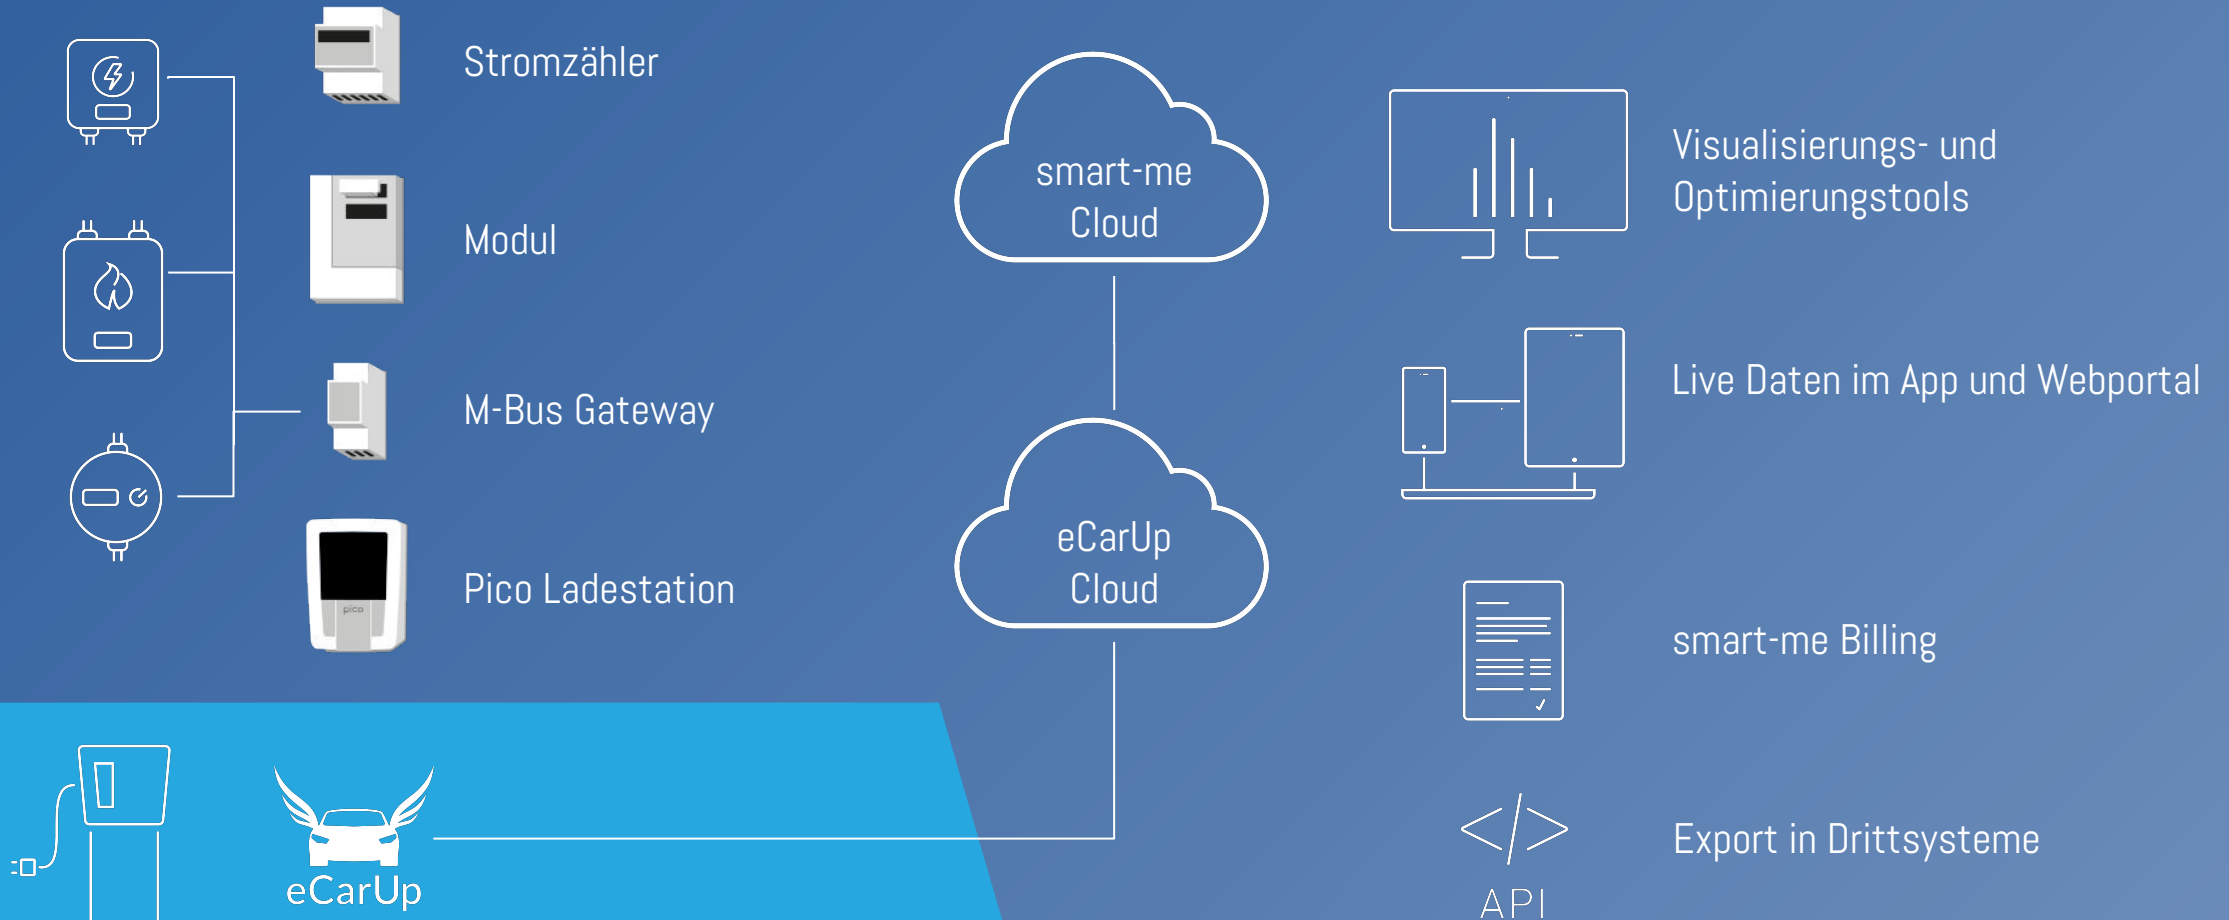 Stromzähler
Modul
M-Bus Gateway
pico
Pico Ladestation
eCarUp
smart-me
Cloud
eCarUp
Cloud
Visualisierungs- und
Optimierungstools
Live Daten im App und Webportal
smart-me Billing
</>
API
Export in Drittsysteme